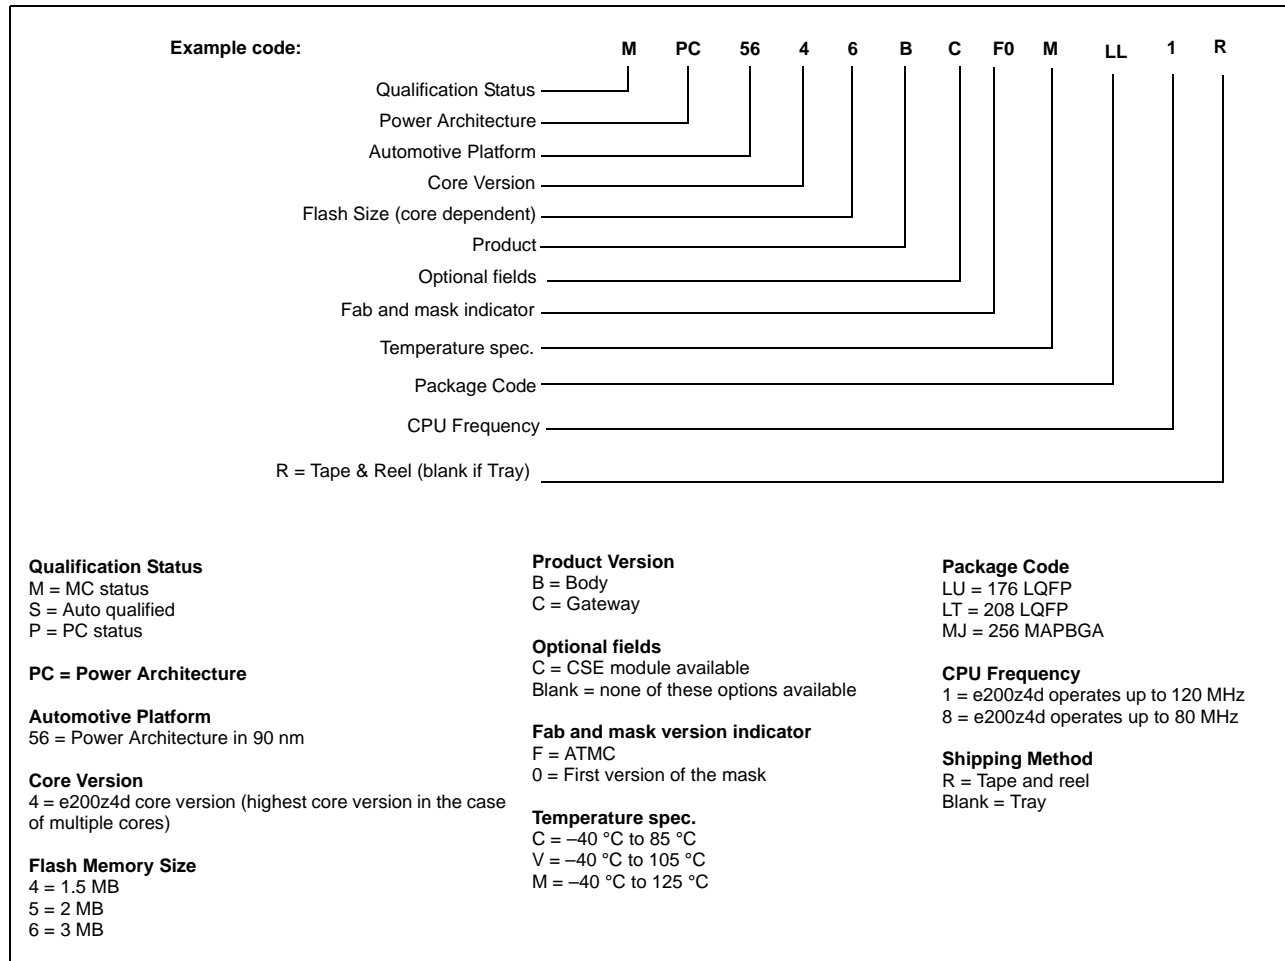 Example code: M PC 56 4 6 B C F0 M LL 1 R
Qualification Status
Power Architecture
Automotive Platform
Core Version
Flash Size (core dependent)
Product
Optional fields
Fab and mask indicator
Temperature spec.
Package Code
CPU Frequency
R = Tape & Reel (blank if Tray)
Qualification Status
M = MC status
S = Auto qualified
P = PC status
PC = Power Architecture
Automotive Platform
56 = Power Architecture in 90 nm
Core Version
4 = e200z4d core version (highest core version in the case
of multiple cores)
Flash Memory Size
4 = 1.5 MB
5 = 2 MB
6 = 3 MB
Product Version
B = Body
C = Gateway
Optional fields
C = CSE module available
Blank = none of these options available
Fab and mask version indicator
F = ATMC
0 = First version of the mask
Temperature spec.
C = –40 °C to 85 °C
V = –40 °C to 105 °C
M = –40 °C to 125 °C
Package Code
LU = 176 LQFP
LT = 208 LQFP
MJ = 256 MAPBGA
CPU Frequency
1 = e200z4d operates up to 120 MHz
8 = e200z4d operates up to 80 MHz
Shipping Method
R = Tape and reel
Blank = Tray